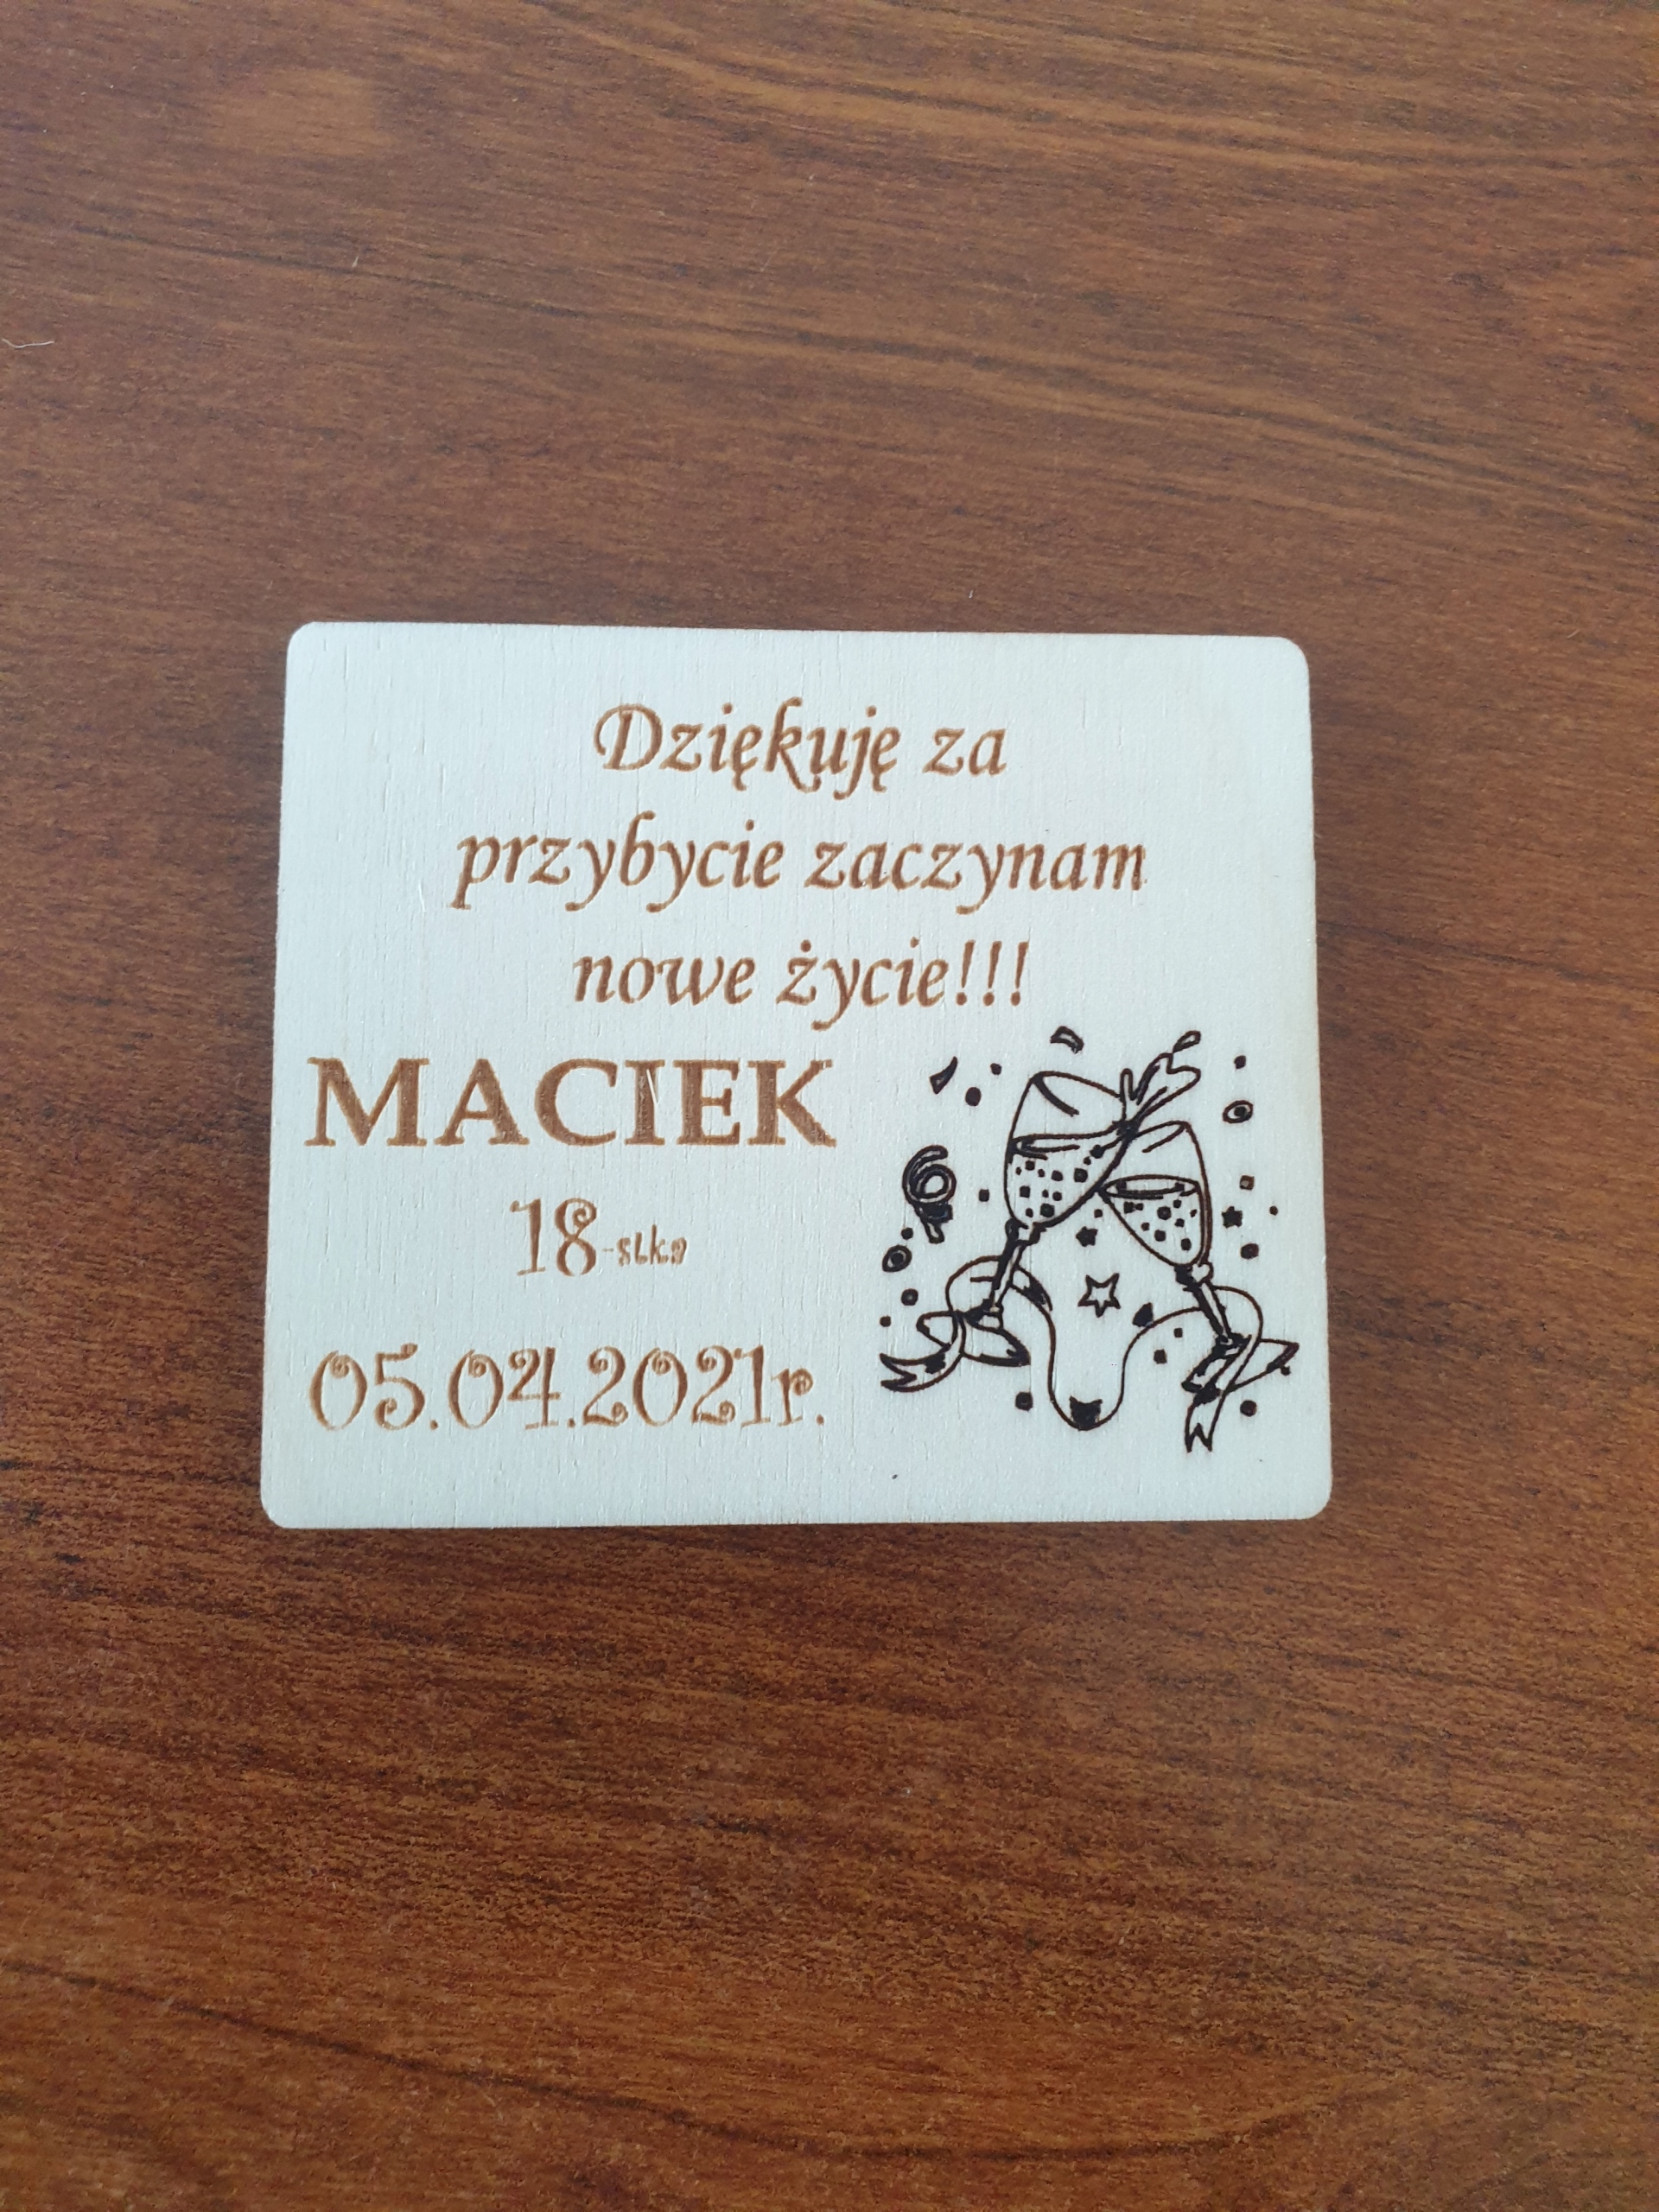 Dziękuję za
przybycie zaczynam
nowe życie!!!
MACIEK
18-stka
05.04.2021r.